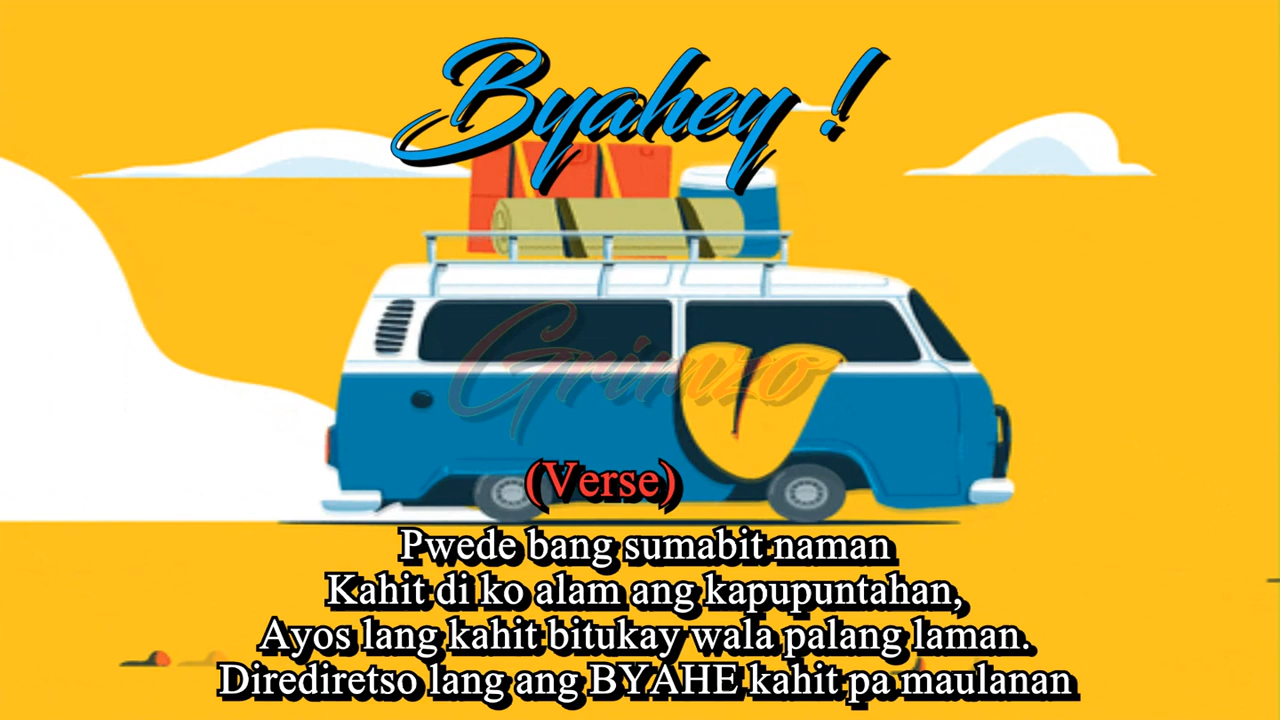 Byahey !
Grimzo
(Verse)
Pwede bang sumabit naman
Kahit di ko alam ang kapupuntahan,
Ayos lang kahit bitukay wala palang laman.
Dirediretso lang ang BYAHE kahit pa maulanan